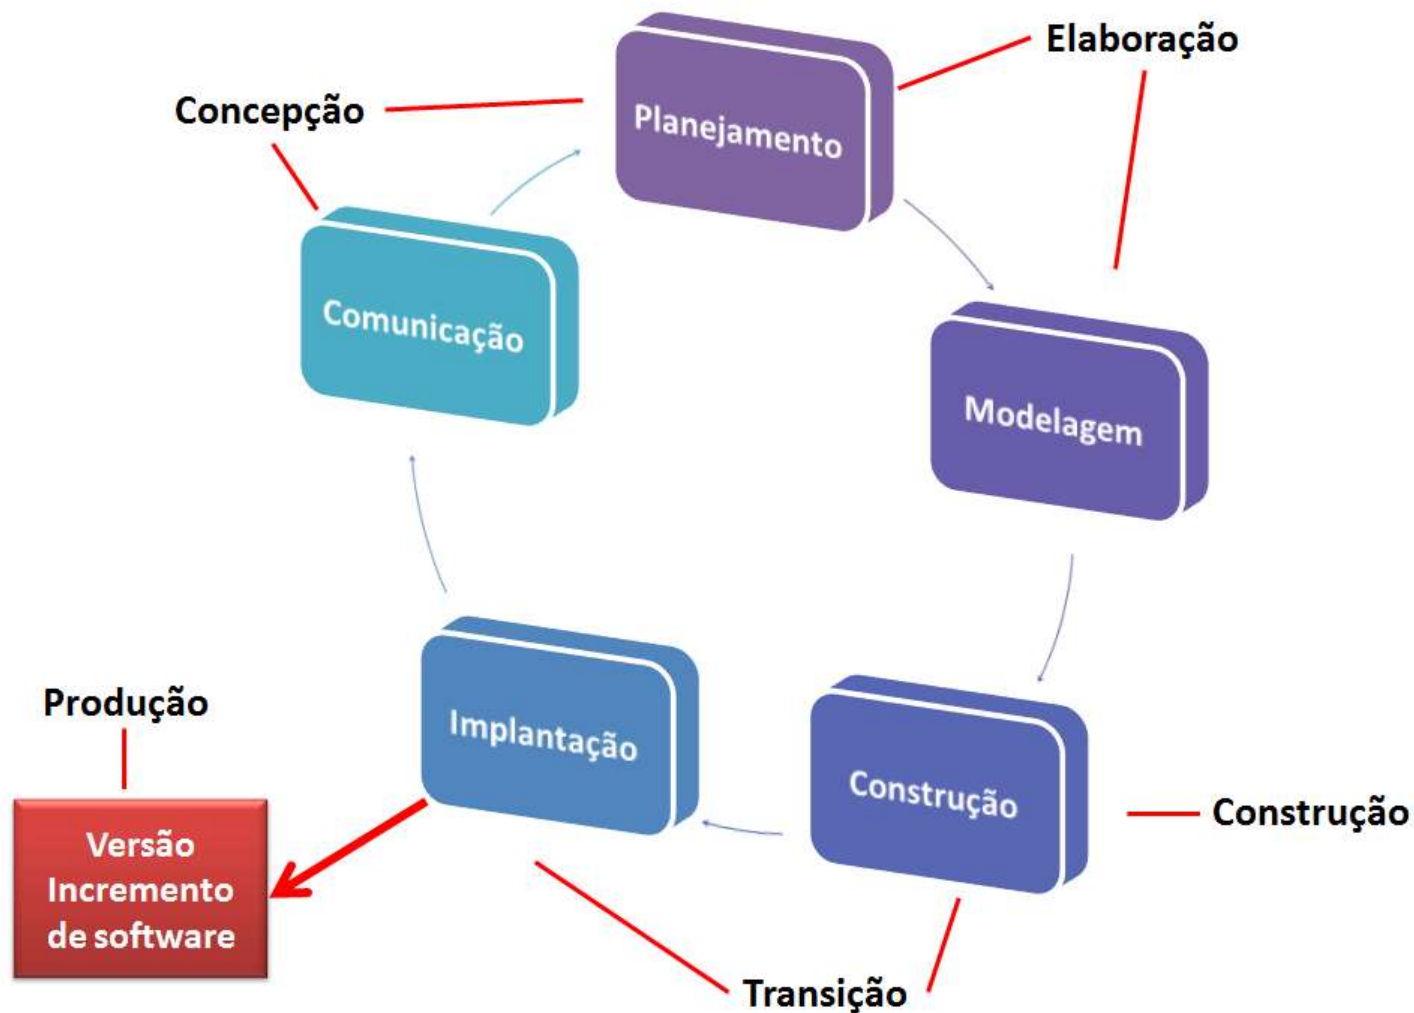 Elaboração
Concepção
Planejamento
Comunicação
Modelagem
Produção
Implantação
Construção
Construção
Versão
Incremento
de software
Transição